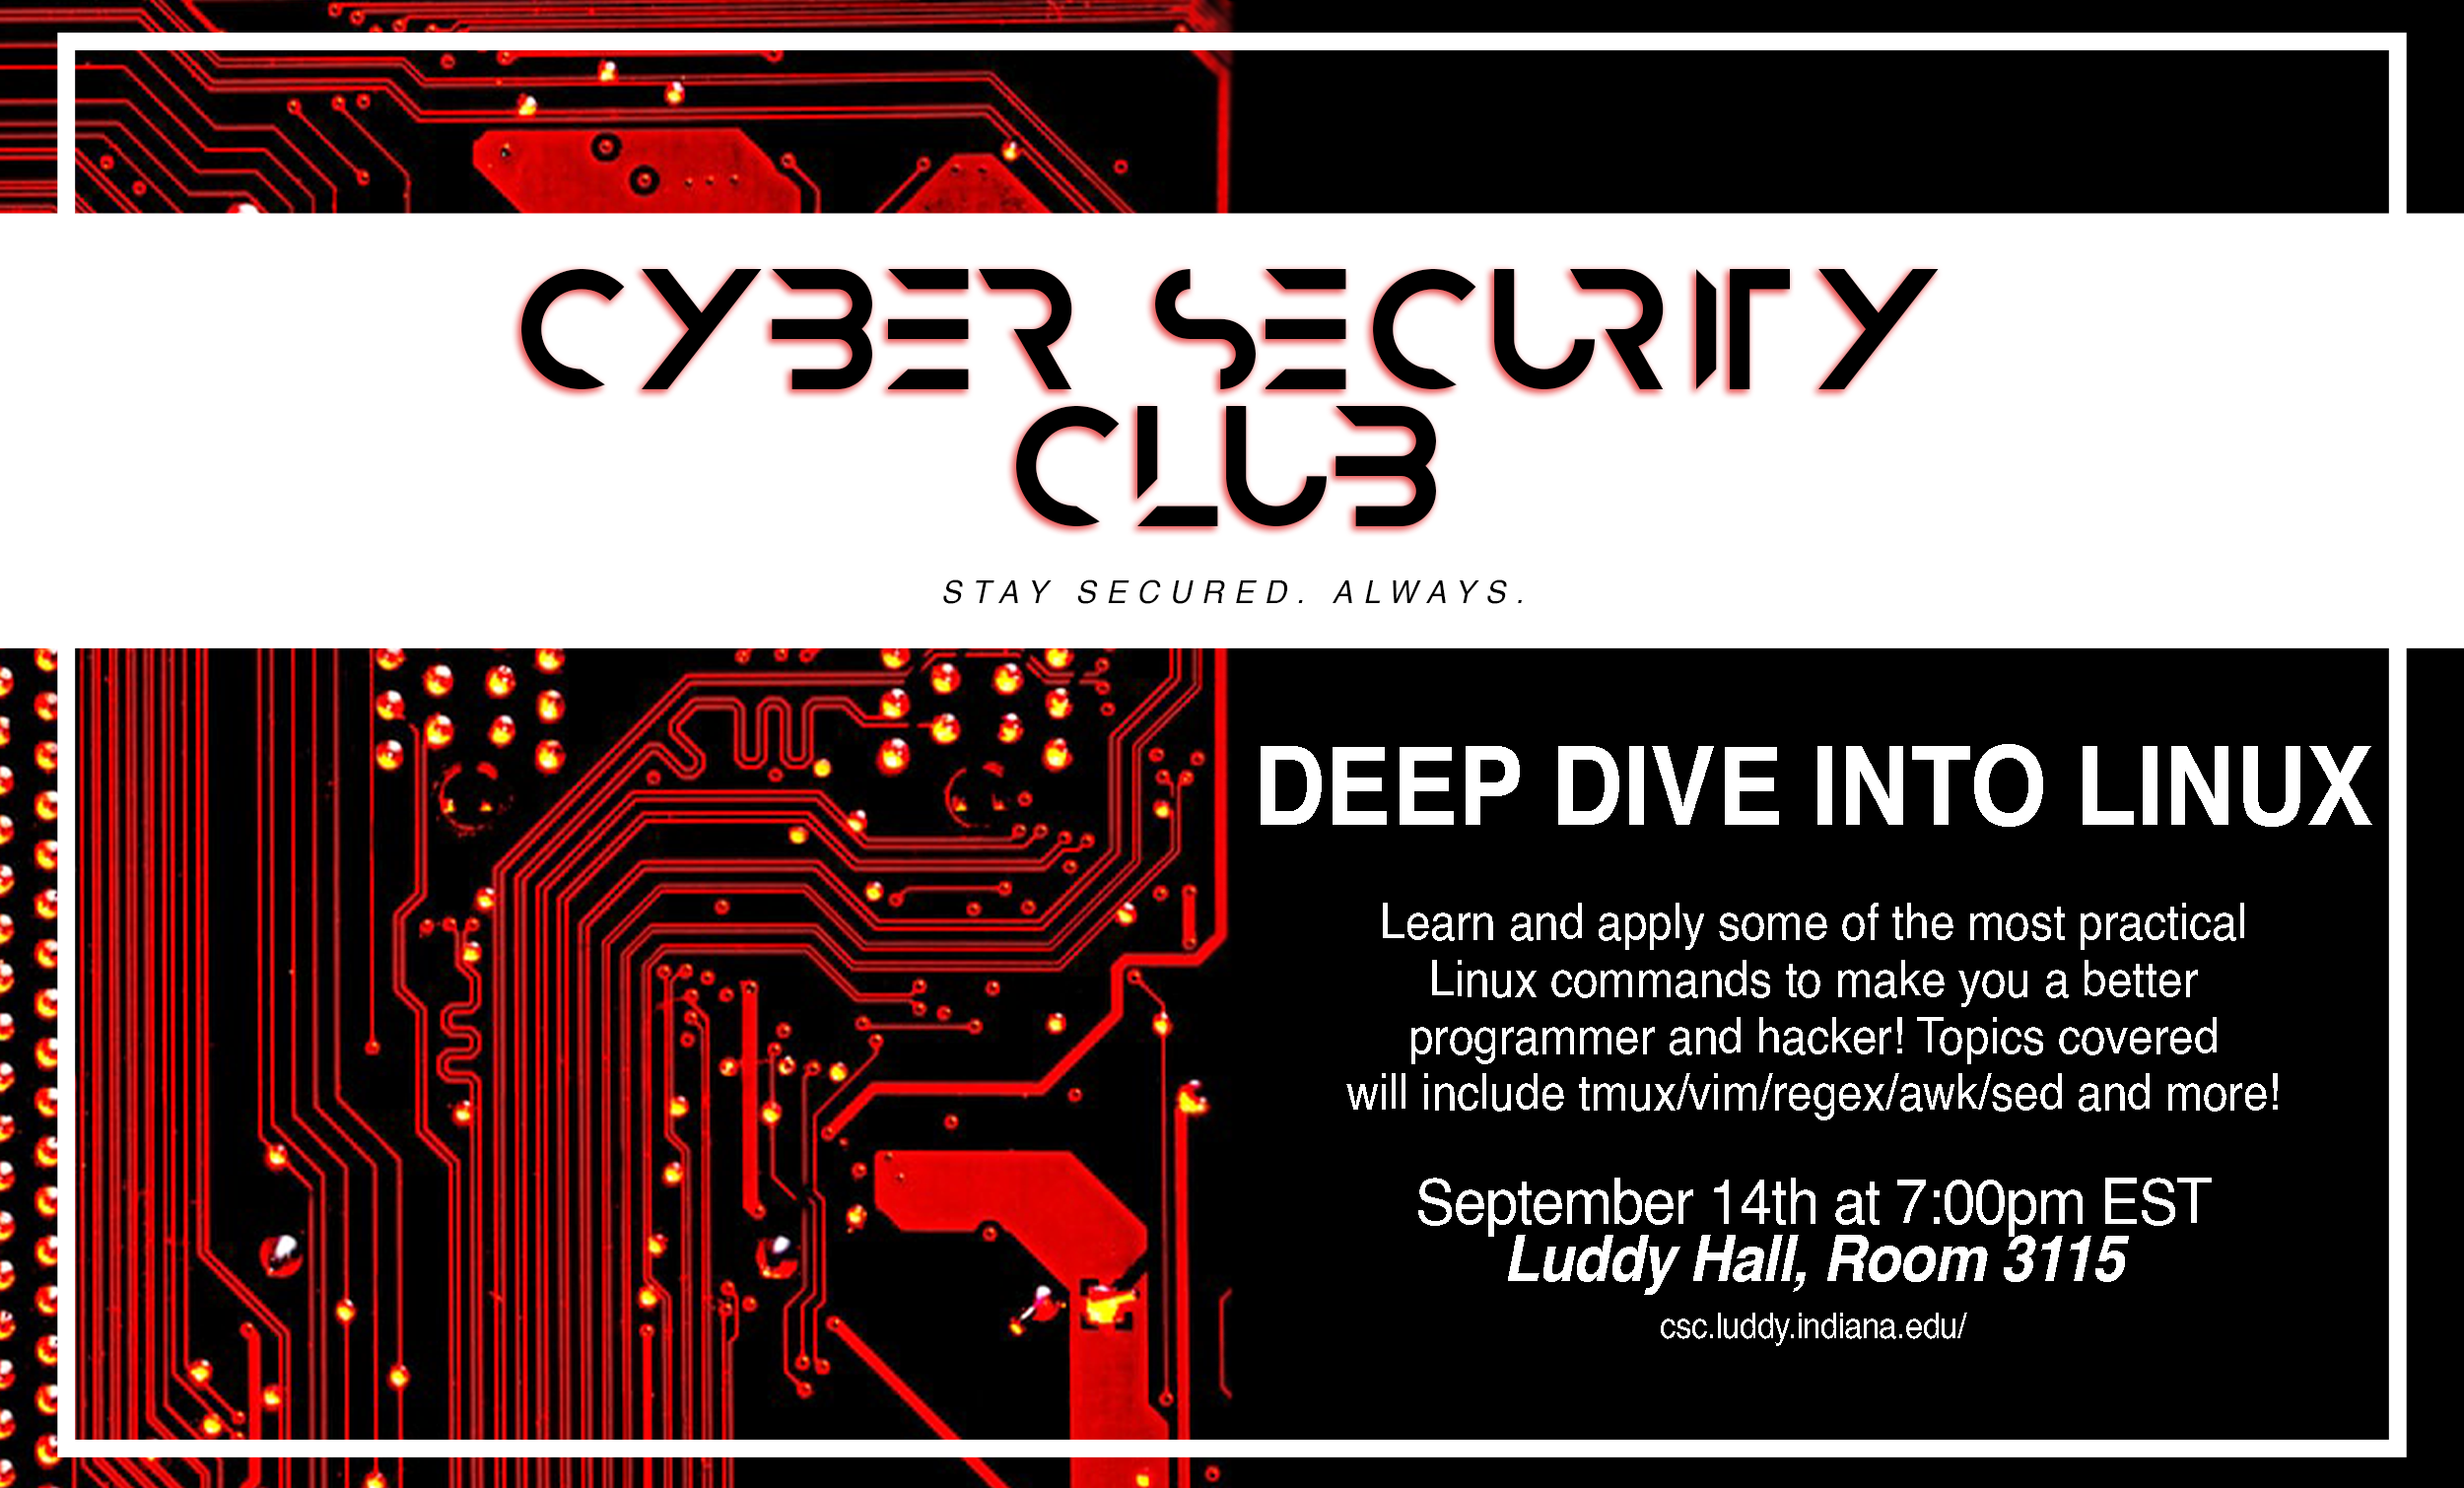 CYBER SECURITY
CLUB
STAY SECURED. ALWAYS.
DEEP DIVE INTO LINUX
Learn and apply some of the most practical
Linux commands to make you a better
programmer and hacker! Topics covered
will include tmux/vim/regex/awk/sed and more!
September 14th at 7:00pm EST
Luddy Hall, Room 3115
csc.luddy.indiana.edu/